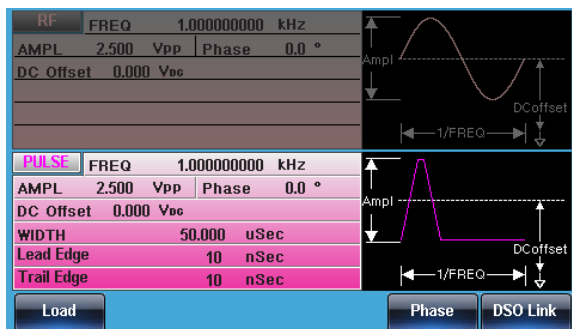 RF FREQ 1.000000000 kHz
AMPL 2.500 Vpp Phase 0.0 °
DC Offset 0.000 VDC
Ampl
DCoffset
1/FREQ
PULSE FREQ 1.000000000 kHz
AMPL 2.500 Vpp Phase 0.0 °
DC Offset 0.000 VDC
WIDTH 50.000 uSec
Lead Edge 10 nSec
Trail Edge 10 nSec
Ampl
DCoffset
1/FREQ
Load Phase DSO Link